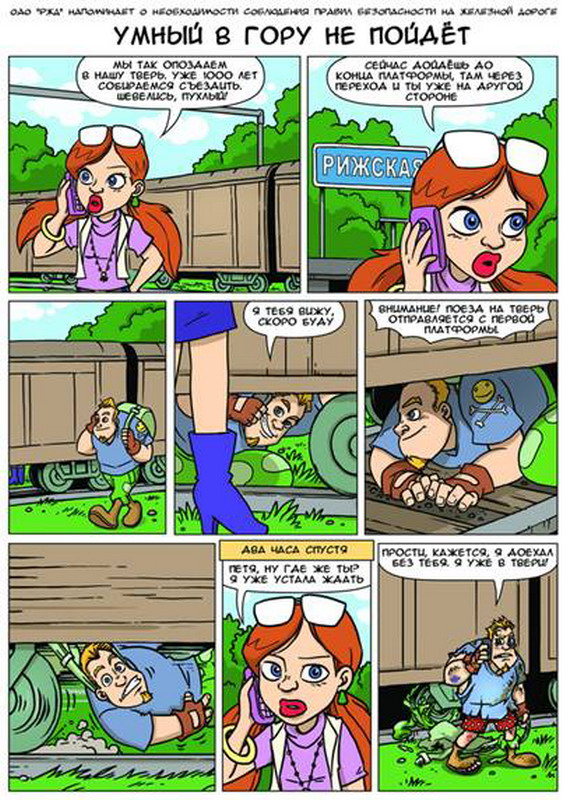 ОАО "РЖД" НАПОМИНАЕТ О НЕОБХОДИМОСТИ СОБЛЮДЕНИЯ ПРАВИЛ БЕЗОПАСНОСТИ НА ЖЕЛЕЗНОЙ ДОРОГЕ
УМНЫЙ В ГОРУ НЕ ПОЙДЁТ
МЫ ТАК ОПОЗДАЕМ
В НАШУ ТВЕРЬ. УЖЕ 1000 ЛЕТ
СОБИРАЕМСЯ СЪЕЗДИТЬ.
ШЕВЕЛИСЬ, ПУХЛЫЙ!
СЕЙЧАС ДОЙДЁШЬ ДО
КОНЦА ПЛАТФОРМЫ, ТАМ ЧЕРЕЗ
ПЕРЕХОД И ТЫ УЖЕ НА ДРУГОЙ
СТОРОНЕ
РИЖСКАЯ
Я ТЕБЯ ВИЖУ,
СКОРО БУДУ
ВНИМАНИЕ! ПОЕЗД НА ТВЕРЬ
ОТПРАВЛЯЕТСЯ С ПЕРВОЙ
ПЛАТФОРМЫ.
ДВА ЧАСА СПУСТЯ
ПЕТЯ, НУ ГДЕ ЖЕ ТЫ?
Я УЖЕ УСТАЛА ЖДАТЬ
ПРОСТИ, КАЖЕТСЯ, Я ДОЕХАЛ
БЕЗ ТЕБЯ. Я УЖЕ В ТВЕРИ!